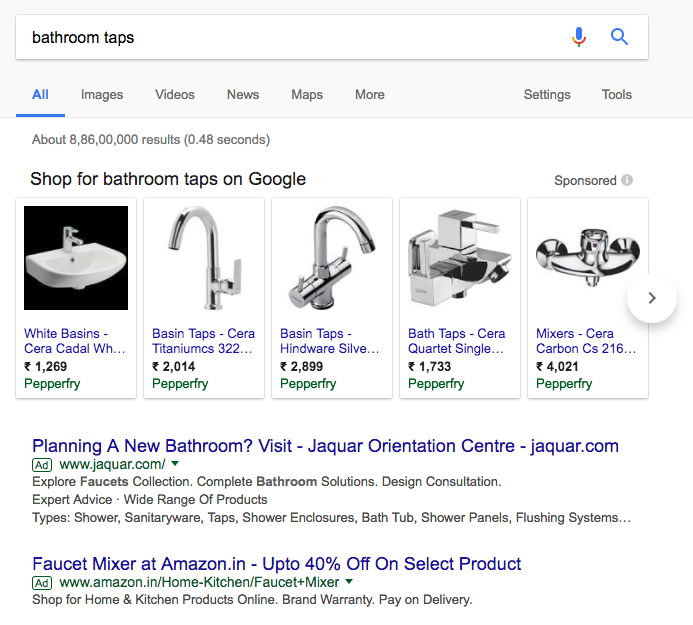 bathroom taps
All Images Videos News Maps More Settings Tools
About 8,86,00,000 results (0.48 seconds)
Shop for bathroom taps on Google
Sponsored
White Basins -
Cera Cadal Wh...
₹ 1,269
Pepperfry
Basin Taps - Cera
Titaniumcs 322...
₹ 2,014
Pepperfry
Basin Taps -
Hindware Silve...
₹ 2,899
Pepperfry
Bath Taps - Cera
Quartet Single...
₹ 1,733
Pepperfry
Mixers - Cera
Carbon Cs 216...
₹ 4,021
Pepperfry
Planning A New Bathroom? Visit - Jaquar Orientation Centre - jaquar.com
Ad www.jaquar.com/
Explore Faucets Collection. Complete Bathroom Solutions. Design Consultation.
Expert Advice · Wide Range Of Products
Types: Shower, Sanitaryware, Taps, Shower Enclosures, Bath Tub, Shower Panels, Flushing Systems...
Faucet Mixer at Amazon.in - Upto 40% Off On Select Product
Ad www.amazon.in/Home-Kitchen/Faucet+Mixer
Shop for Home & Kitchen Products Online. Brand Warranty. Pay on Delivery.